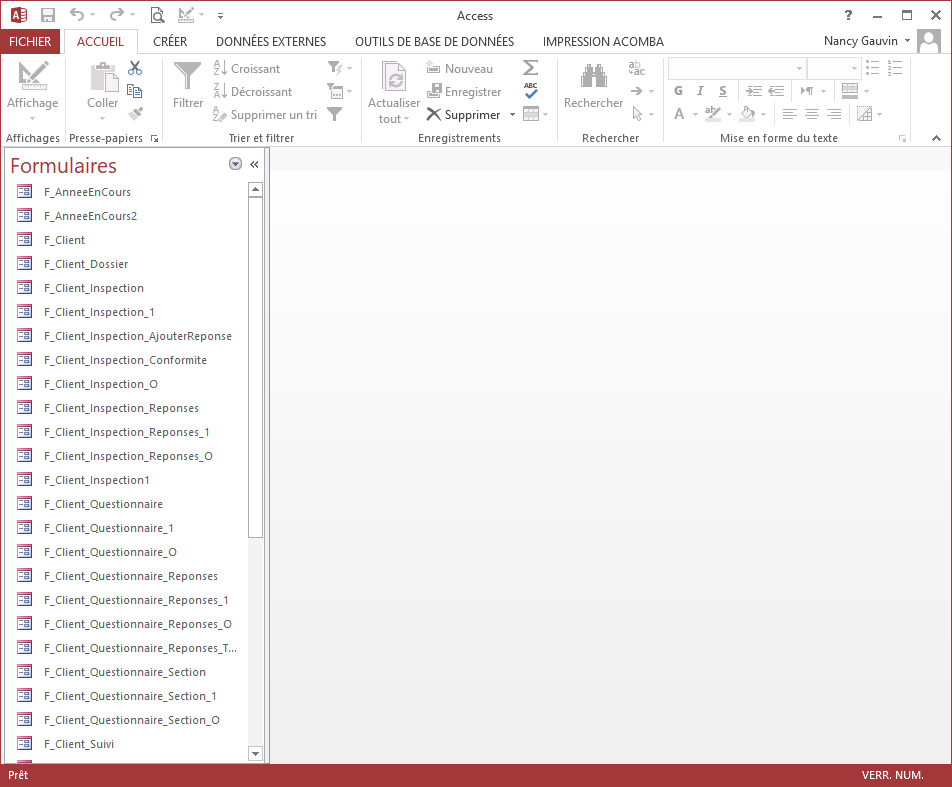 Access
?
FICHIER ACCUEIL CRÉER DONNÉES EXTERNES OUTILS DE BASE DE DONNÉES IMPRESSION ACOMBA Nancy Gauvin
Affichage
Coller
Filtrer
Croissant
Décroissant
Supprimer un tri
Actualiser
tout
Nouveau
Enregistrer
Supprimer
ABC
Rechercher
G I S
A
Affichages Presse-papiers Trier et filtrer Enregistrements Rechercher Mise en forme du texte
Formulaires
F_AnneeEnCours
F_AnneeEnCours2
F_Client
F_Client_Dossier
F_Client_Inspection
F_Client_Inspection_1
F_Client_Inspection_AjouterReponse
F_Client_Inspection_Conformite
F_Client_Inspection_O
F_Client_Inspection_Reponses
F_Client_Inspection_Reponses_1
F_Client_Inspection_Reponses_O
F_Client_Inspection1
F_Client_Questionnaire
F_Client_Questionnaire_1
F_Client_Questionnaire_O
F_Client_Questionnaire_Reponses
F_Client_Questionnaire_Reponses_1
F_Client_Questionnaire_Reponses_O
F_Client_Questionnaire_Reponses_T...
F_Client_Questionnaire_Section
F_Client_Questionnaire_Section_1
F_Client_Questionnaire_Section_O
F_Client_Suivi
Prêt VERR. NUM.